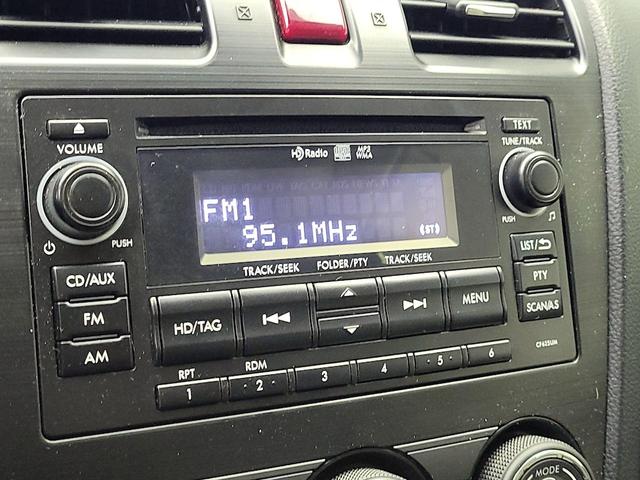 HD Radio
MP3
WMA
TEXT
VOLUME
TUNE/TRACK
FM1
95.1MHz
(ST)
PUSH
PUSH
TRACK/SEEK
FOLDER/PTY
TRACK/SEEK
LIST/
CD/AUX
FM
AM
HD/TAG
MENU
PTY
SCAN/AS
CF625UM
RPT
RDM
1
2
3
4
5
6
MODE